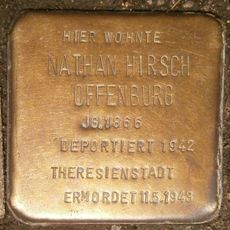 HIER WOHNTE
NATHAN HIRSCH
OFFENBURG
JG. 1866
DEPORTIERT 1942
THERESIENSTADT
ERMORDET 11.5.1943